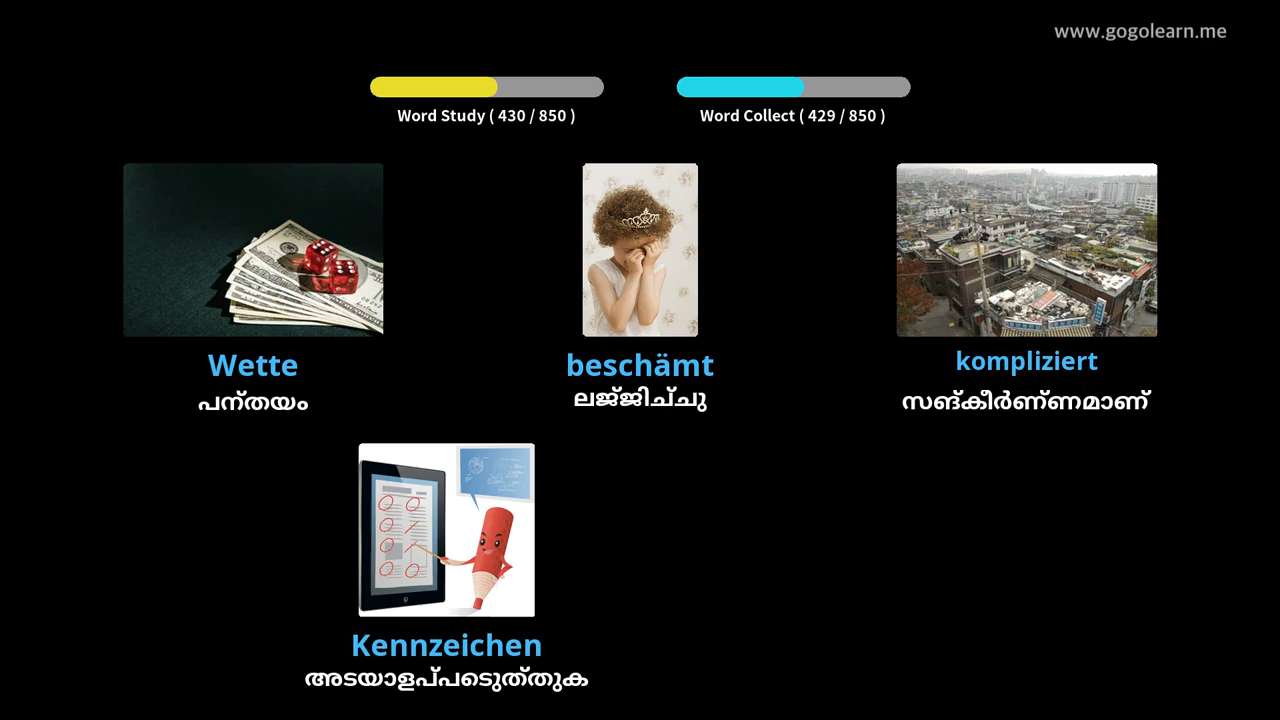 www.gogolearn.me
Word Study ( 430 / 850 )
Word Collect ( 429 / 850 )
Wette
പന്തയം
beschämt
ലജ്ജിച്ചു
kompliziert
സങ്കീർണ്ണമാണ്
Kennzeichen
അടയാളപ്പടെുത്തുക